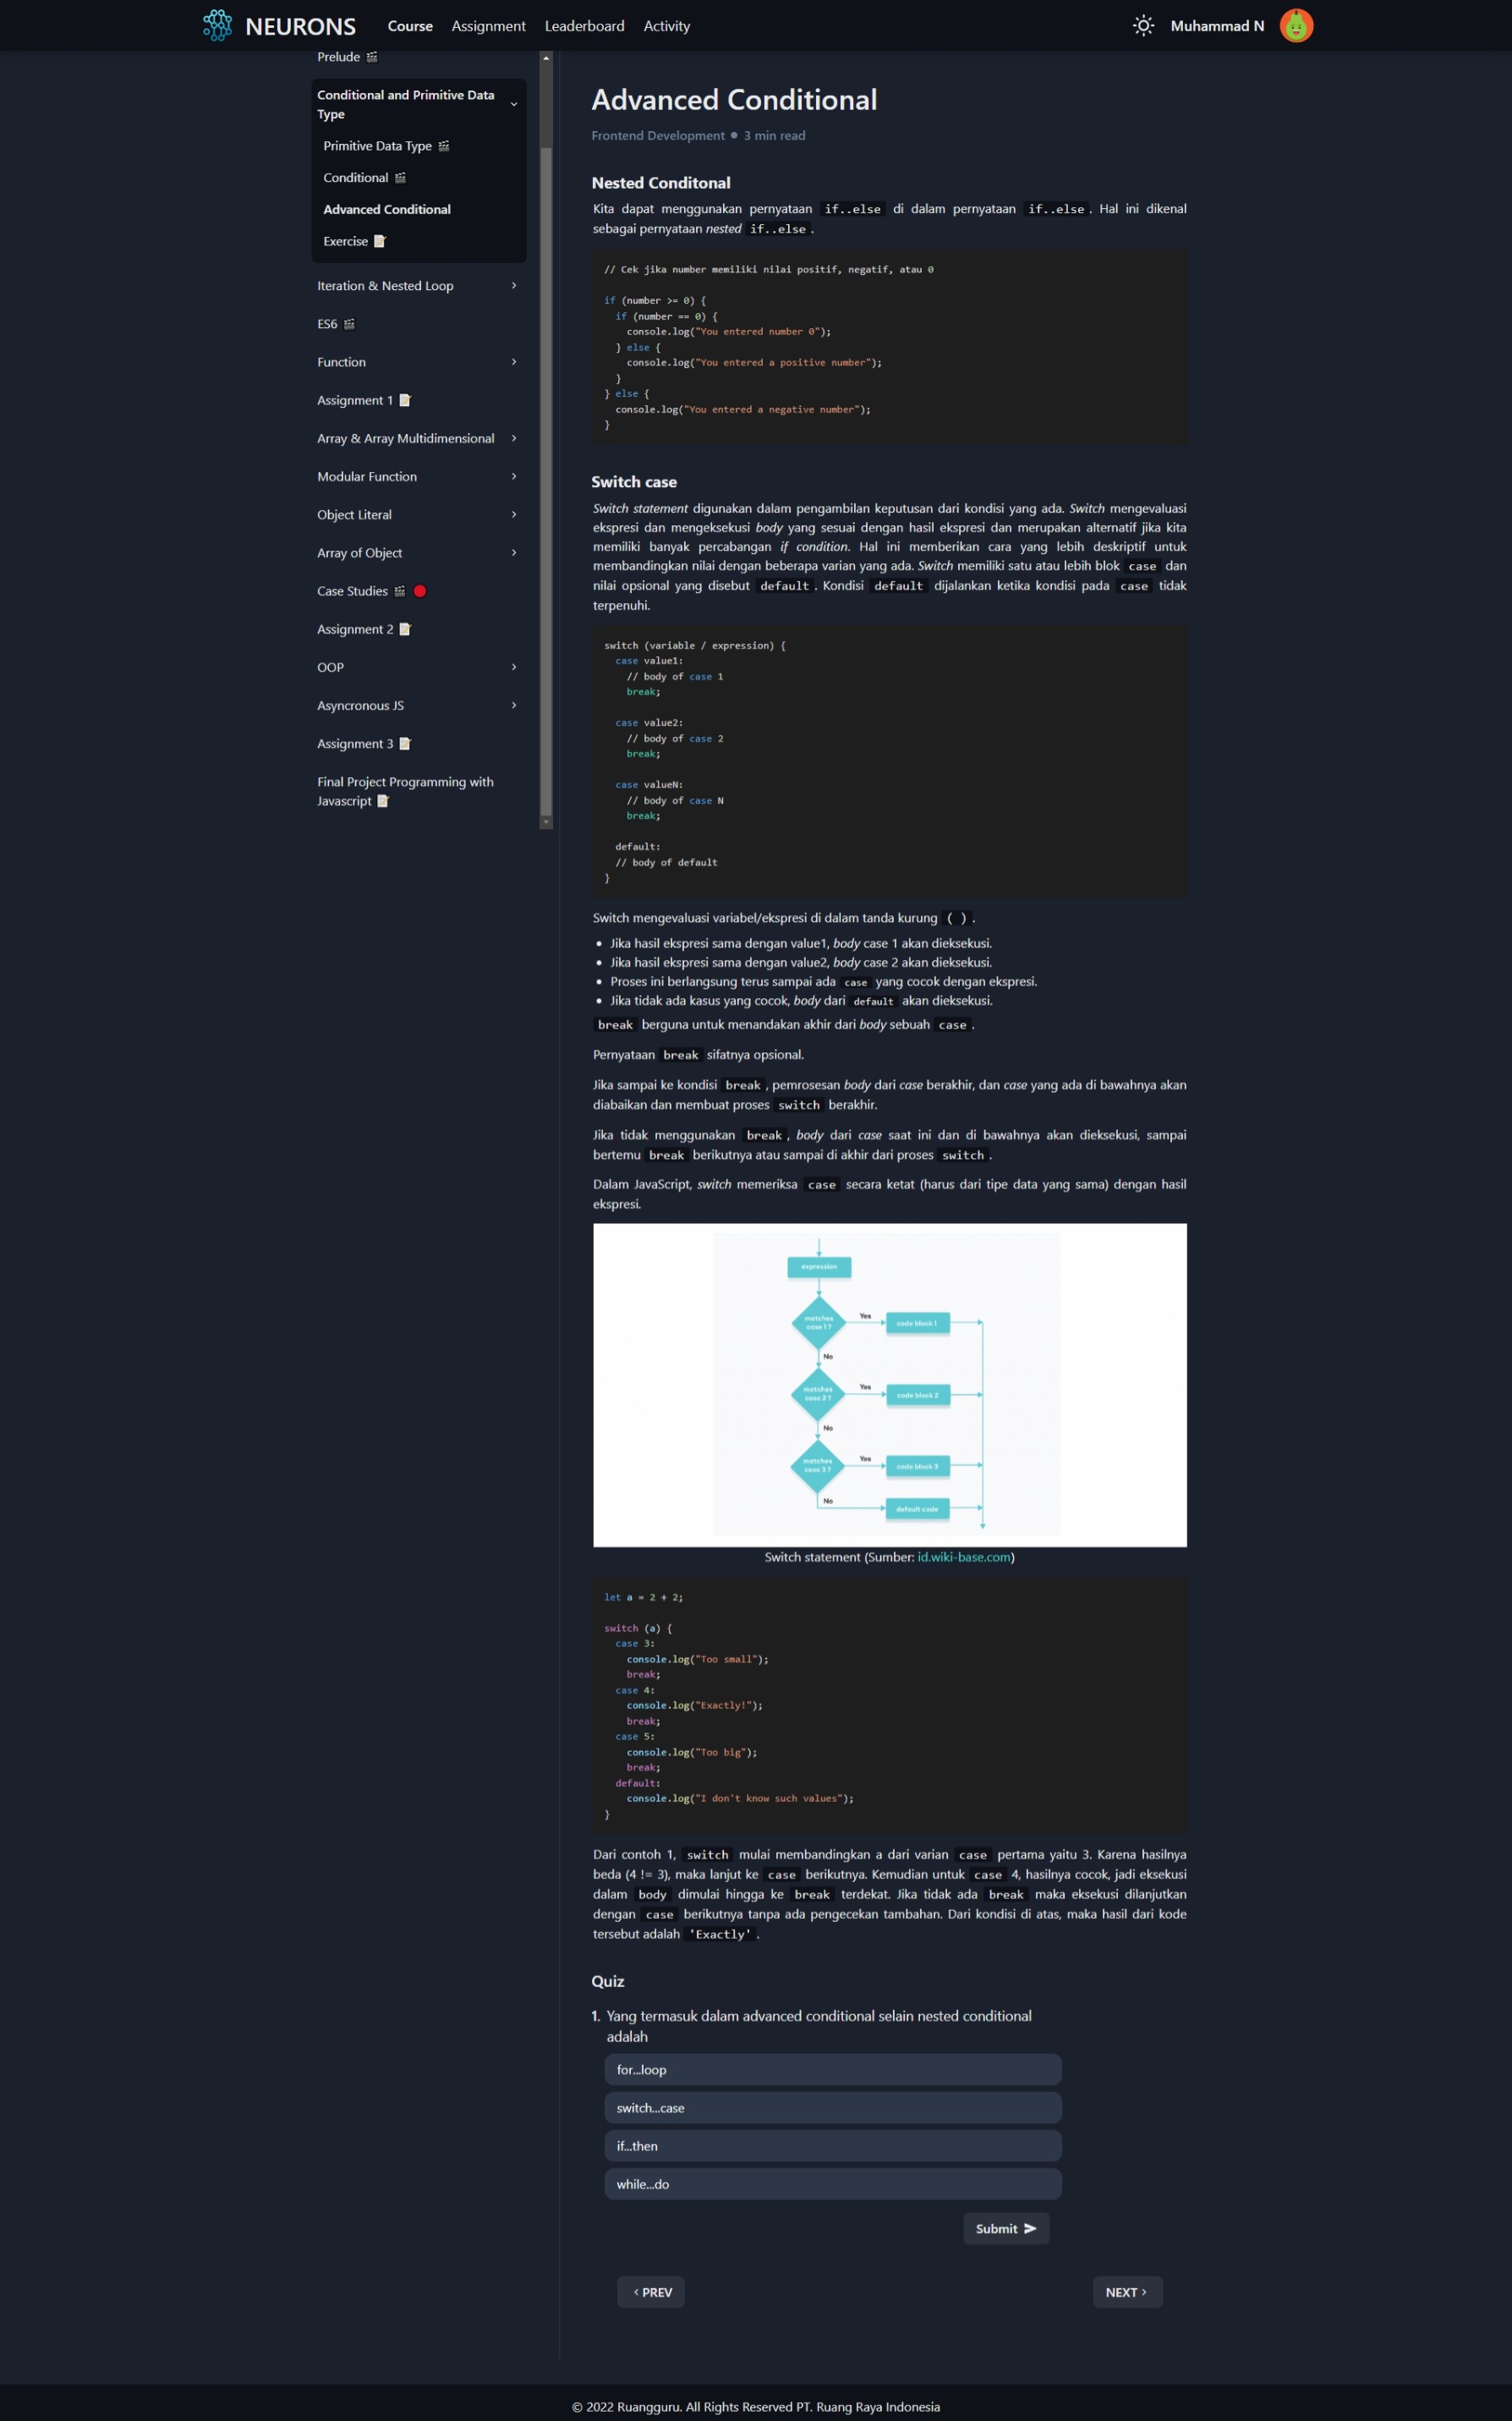 NEURONS Course Assignment Leaderboard Activity Muhammad N
Prelude
Conditional and Primitive Data
Type
Primitive Data Type
Conditional
Advanced Conditional
Exercise
Iteration & Nested Loop
ES6
Function
Assignment 1
Array & Array Multidimensional
Modular Function
Object Literal
Array of Object
Case Studies
Assignment 2
OOP
Asyncronous JS
Assignment 3
Final Project Programming with
Javascript
Advanced Conditional
Frontend Development • 3 min read
Nested Conditonal
Kita dapat menggunakan pernyataan if..else di dalam pernyataan if..else. Hal ini dikenal
sebagai pernyataan nested if..else.
// Cek jika number memiliki nilai positif, negatif, atau 0
if (number >= 0) {
if (number == 0) {
console.log("You entered number 0");
} else {
console.log("You entered a positive number");
}
} else {
console.log("You entered a negative number");
}
Switch case
Switch statement digunakan dalam pengambilan keputusan dari kondisi yang ada. Switch mengevaluasi
ekspresi dan mengeksekusi body yang sesuai dengan hasil ekspresi dan merupakan alternatif jika kita
memiliki banyak percabangan if condition. Hal ini memberikan cara yang lebih deskriptif untuk
membandingkan nilai dengan beberapa varian yang ada. Switch memiliki satu atau lebih blok case dan
nilai opsional yang disebut default. Kondisi default dijalankan ketika kondisi pada case tidak
terpenuhi.
switch (variable / expression) {
case value1:
// body of case 1
break;
case value2:
// body of case 2
break;
case valueN:
// body of case N
break;
default:
// body of default
}
Switch mengevaluasi variabel/ekspresi di dalam tanda kurung ( ).
• Jika hasil ekspresi sama dengan value1, body case 1 akan dieksekusi.
• Jika hasil ekspresi sama dengan value2, body case 2 akan dieksekusi.
• Proses ini berlangsung terus sampai ada case yang cocok dengan ekspresi.
• Jika tidak ada kasus yang cocok, body dari default akan dieksekusi.
break berguna untuk menandakan akhir dari body sebuah case.
Pernyataan break sifatnya opsional.
Jika sampai ke kondisi break, pemrosesan body dari case berakhir, dan case yang ada di bawahnya akan
diabaikan dan membuat proses switch berakhir.
Jika tidak menggunakan break, body dari case saat ini dan di bawahnya akan dieksekusi, sampai
bertemu break berikutnya atau sampai di akhir dari proses switch.
Dalam JavaScript, switch memeriksa case secara ketat (harus dari tipe data yang sama) dengan hasil
ekspresi.
expression
matches
case 1 ?
Yes
code block 1
No
matches
case 2 ?
Yes
code block 2
No
matches
case 3 ?
Yes
code block 3
No
default code
Switch statement (Sumber: id.wiki-base.com)
let a = 2 + 2;
switch (a) {
case 3:
console.log("Too small");
break;
case 4:
console.log("Exactly!");
break;
case 5:
console.log("Too big");
break;
default:
console.log("I don't know such values");
}
Dari contoh 1, switch mulai membandingkan a dari varian case pertama yaitu 3. Karena hasilnya
beda (4 != 3), maka lanjut ke case berikutnya. Kemudian untuk case 4, hasilnya cocok, jadi eksekusi
dalam body dimulai hingga ke break terdekat. Jika tidak ada break maka eksekusi dilanjutkan
dengan case berikutnya tanpa ada pengecekan tambahan. Dari kondisi di atas, maka hasil dari kode
tersebut adalah 'Exactly'.
Quiz
1. Yang termasuk dalam advanced conditional selain nested conditional
adalah
for...loop
switch...case
if...then
while...do
Submit
‹ PREV
NEXT ›
© 2022 Ruangguru. All Rights Reserved PT. Ruang Raya Indonesia